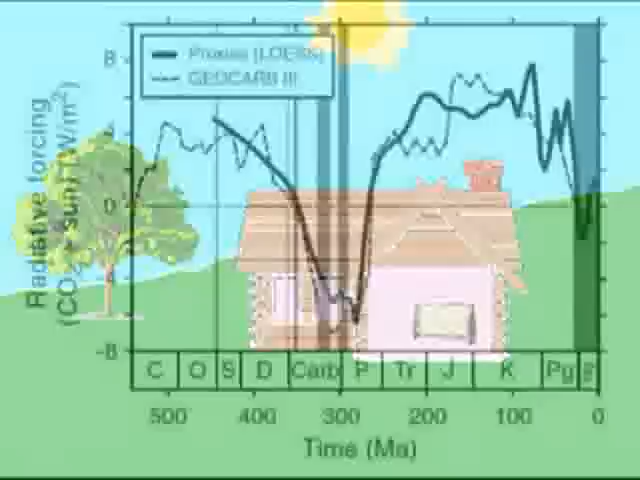 8
Proxies (LOESS)
GEOCARB III
Radiative forcing
(CO2 + sun) (W/m2)
4
0
-4
-8
C O S D Carb P Tr J K Pg
500 400 300 200 100 0
Time (Ma)